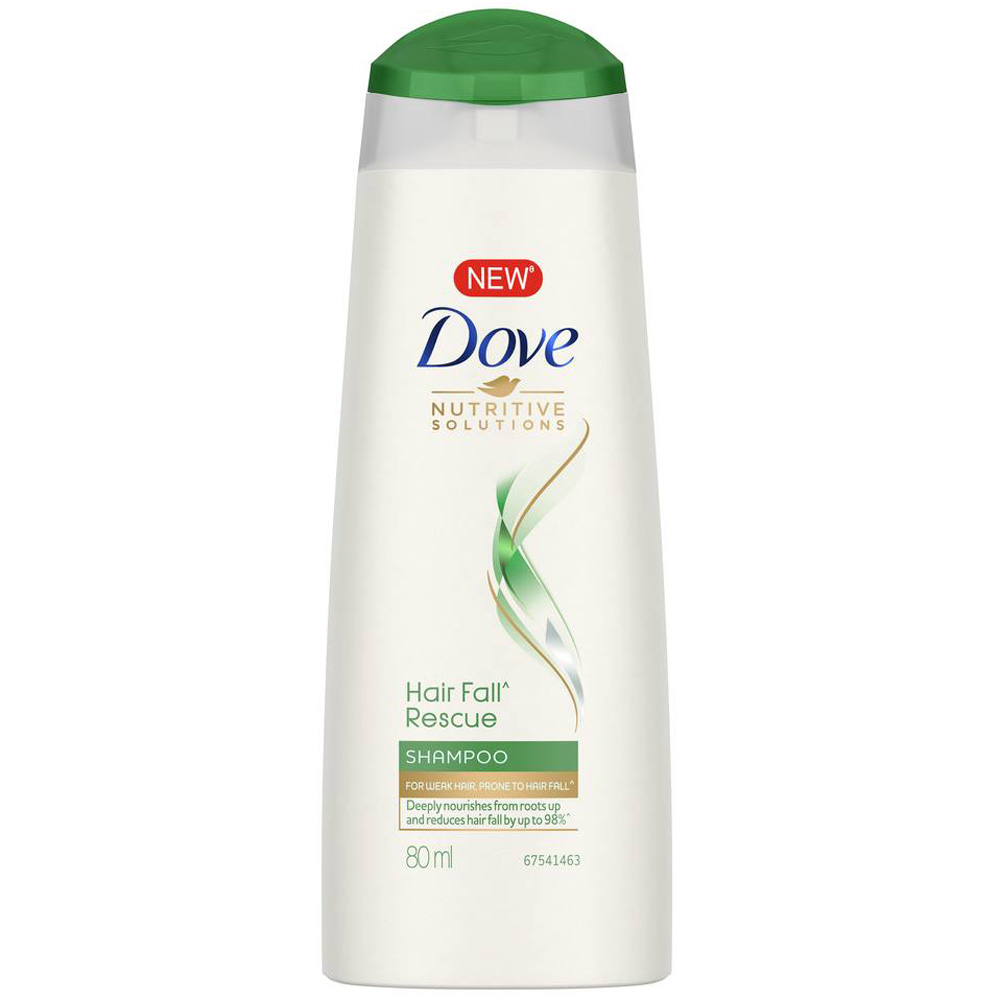 NEW
Dove
NUTRITIVE
SOLUTIONS
Hair Fall^
Rescue
SHAMPOO
FOR WEAK HAIR, PRONE TO HAIR FALL^
Deeply nourishes from roots up
and reduces hair fall by up to 98%^
80 ml
67541463